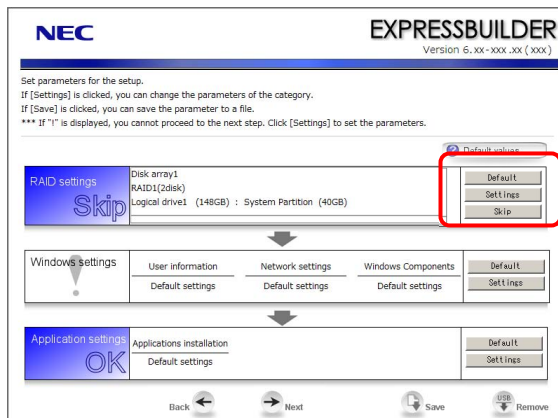 NEC
EXPRESSBUILDER
Version 6.xx-xxx.xx (xxx)
Set parameters for the setup.
If [Settings] is clicked, you can change the parameters of the category.
If [Save] is clicked, you can save the parameter to a file.
*** If "!" is displayed, you cannot proceed to the next step. Click [Settings] to set the parameters.
? Default values
RAID settings
Skip
Disk array1
RAID1(2disk)
Logical drive1 (148GB) : System Partition (40GB)
Default
Settings
Skip
Windows settings
!
User information
Network settings
Windows Components
Default settings
Default settings
Default settings
Default
Settings
Application settings
OK
Applications installation
Default settings
Default
Settings
Back
Next
Save
USB
Remove